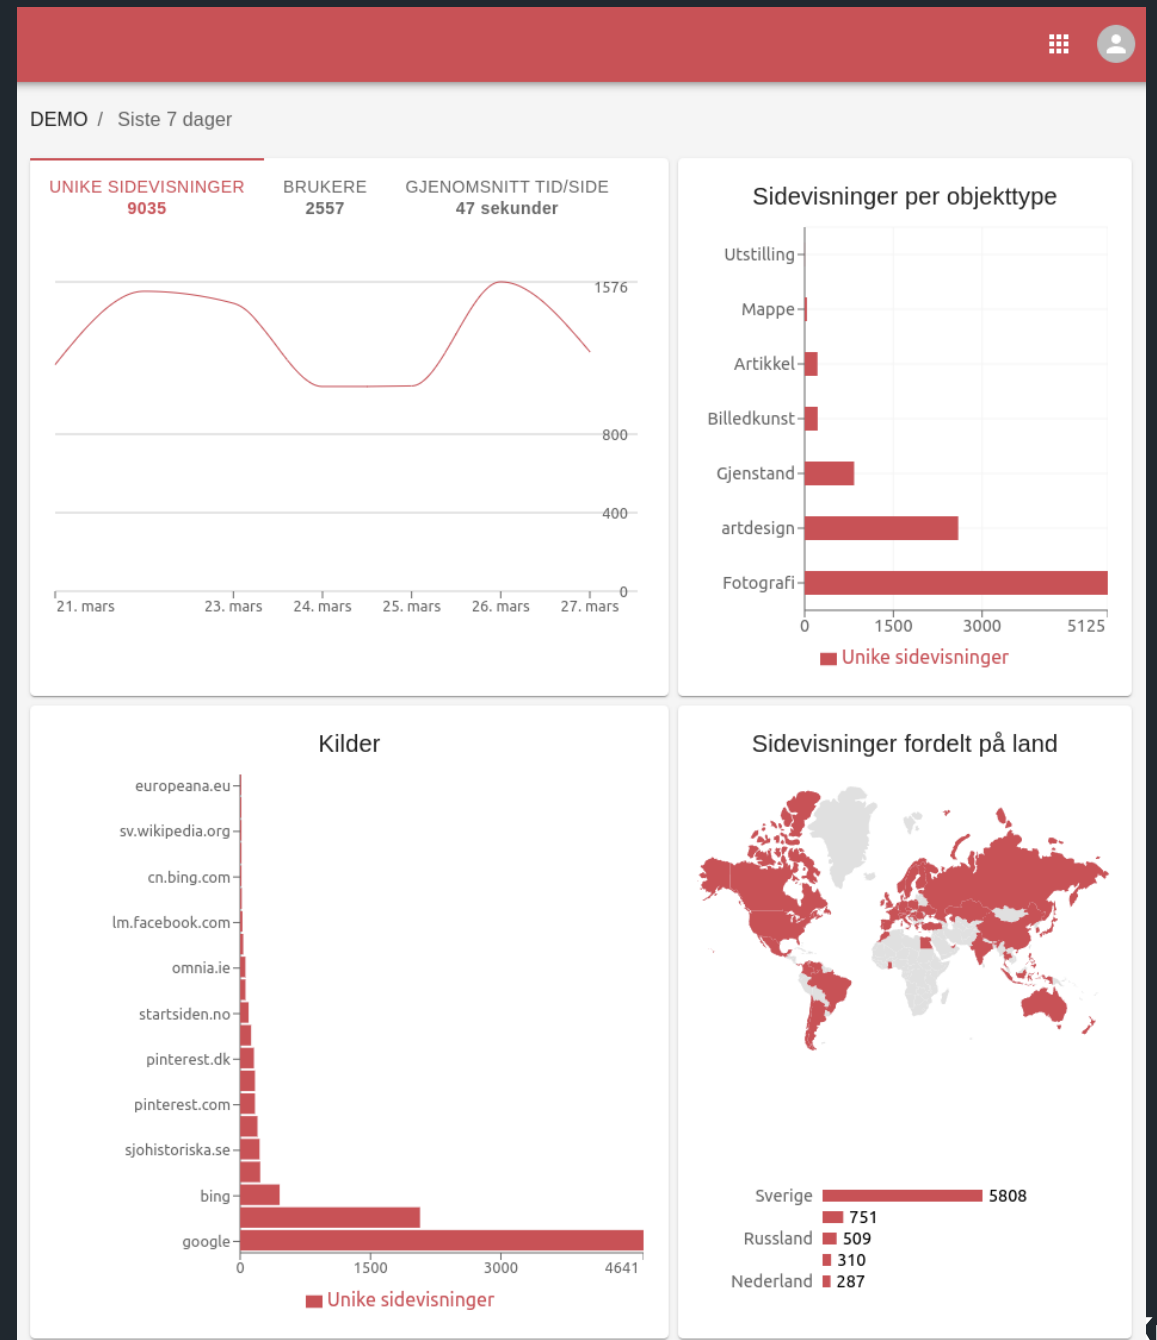 DEMO / Siste 7 dager
UNIKE SIDEVISNINGER
9035
BRUKERE
2557
GJENOMSNITT TID/SIDE
47 sekunder
1576
800
400
0
21. mars 23. mars 24. mars 25. mars 26. mars 27. mars
Sidevisninger per objekttype
Utstilling
Mappe
Artikkel
Billedkunst
Gjenstand
artdesign
Fotografi
0 1500 3000 5125
Unike sidevisninger
Kilder
europeana.eu
sv.wikipedia.org
cn.bing.com
lm.facebook.com
omnia.ie
startsiden.no
pinterest.dk
pinterest.com
sjohistoriska.se
bing
google
0 1500 3000 4641
Unike sidevisninger
Sidevisninger fordelt på land
Sverige 5808
751
Russland 509
310
Nederland 287